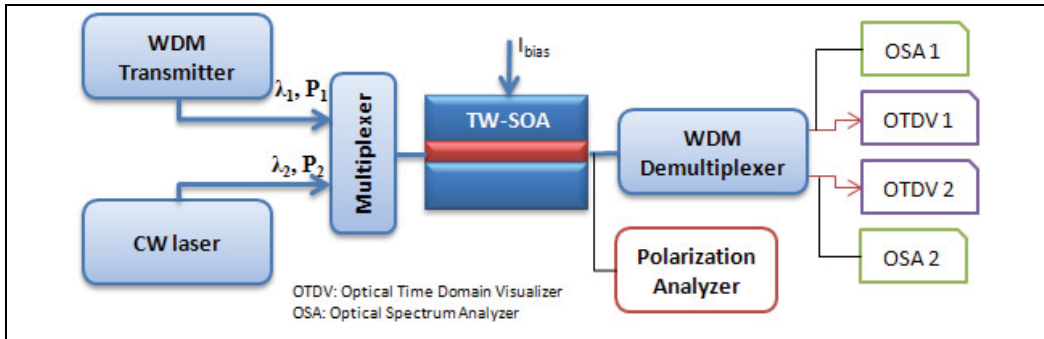 WDM
Transmitter
λ₁, P₁
λ₂, P₂
CW laser
Multiplexer
I_bias
TW-SOA
WDM
Demultiplexer
Polarization
Analyzer
OSA 1
OTDV 1
OTDV 2
OSA 2
OTDV: Optical Time Domain Visualizer
OSA: Optical Spectrum Analyzer